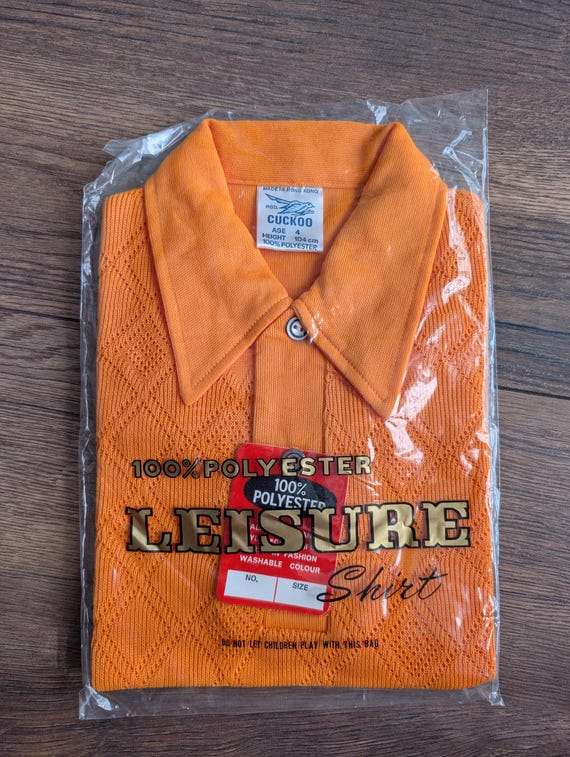 MADE IN HONG KONG
RGD.
CUCKOO
AGE 4
HEIGHT 104 cm
100% POLYESTER
100% POLYESTER
100%
POLYESTER
LEISURE
IN FASHION
WASHABLE COLOUR
NO. SIZE
Shirt
DO NOT LET CHILDREN PLAY WITH THIS BAG